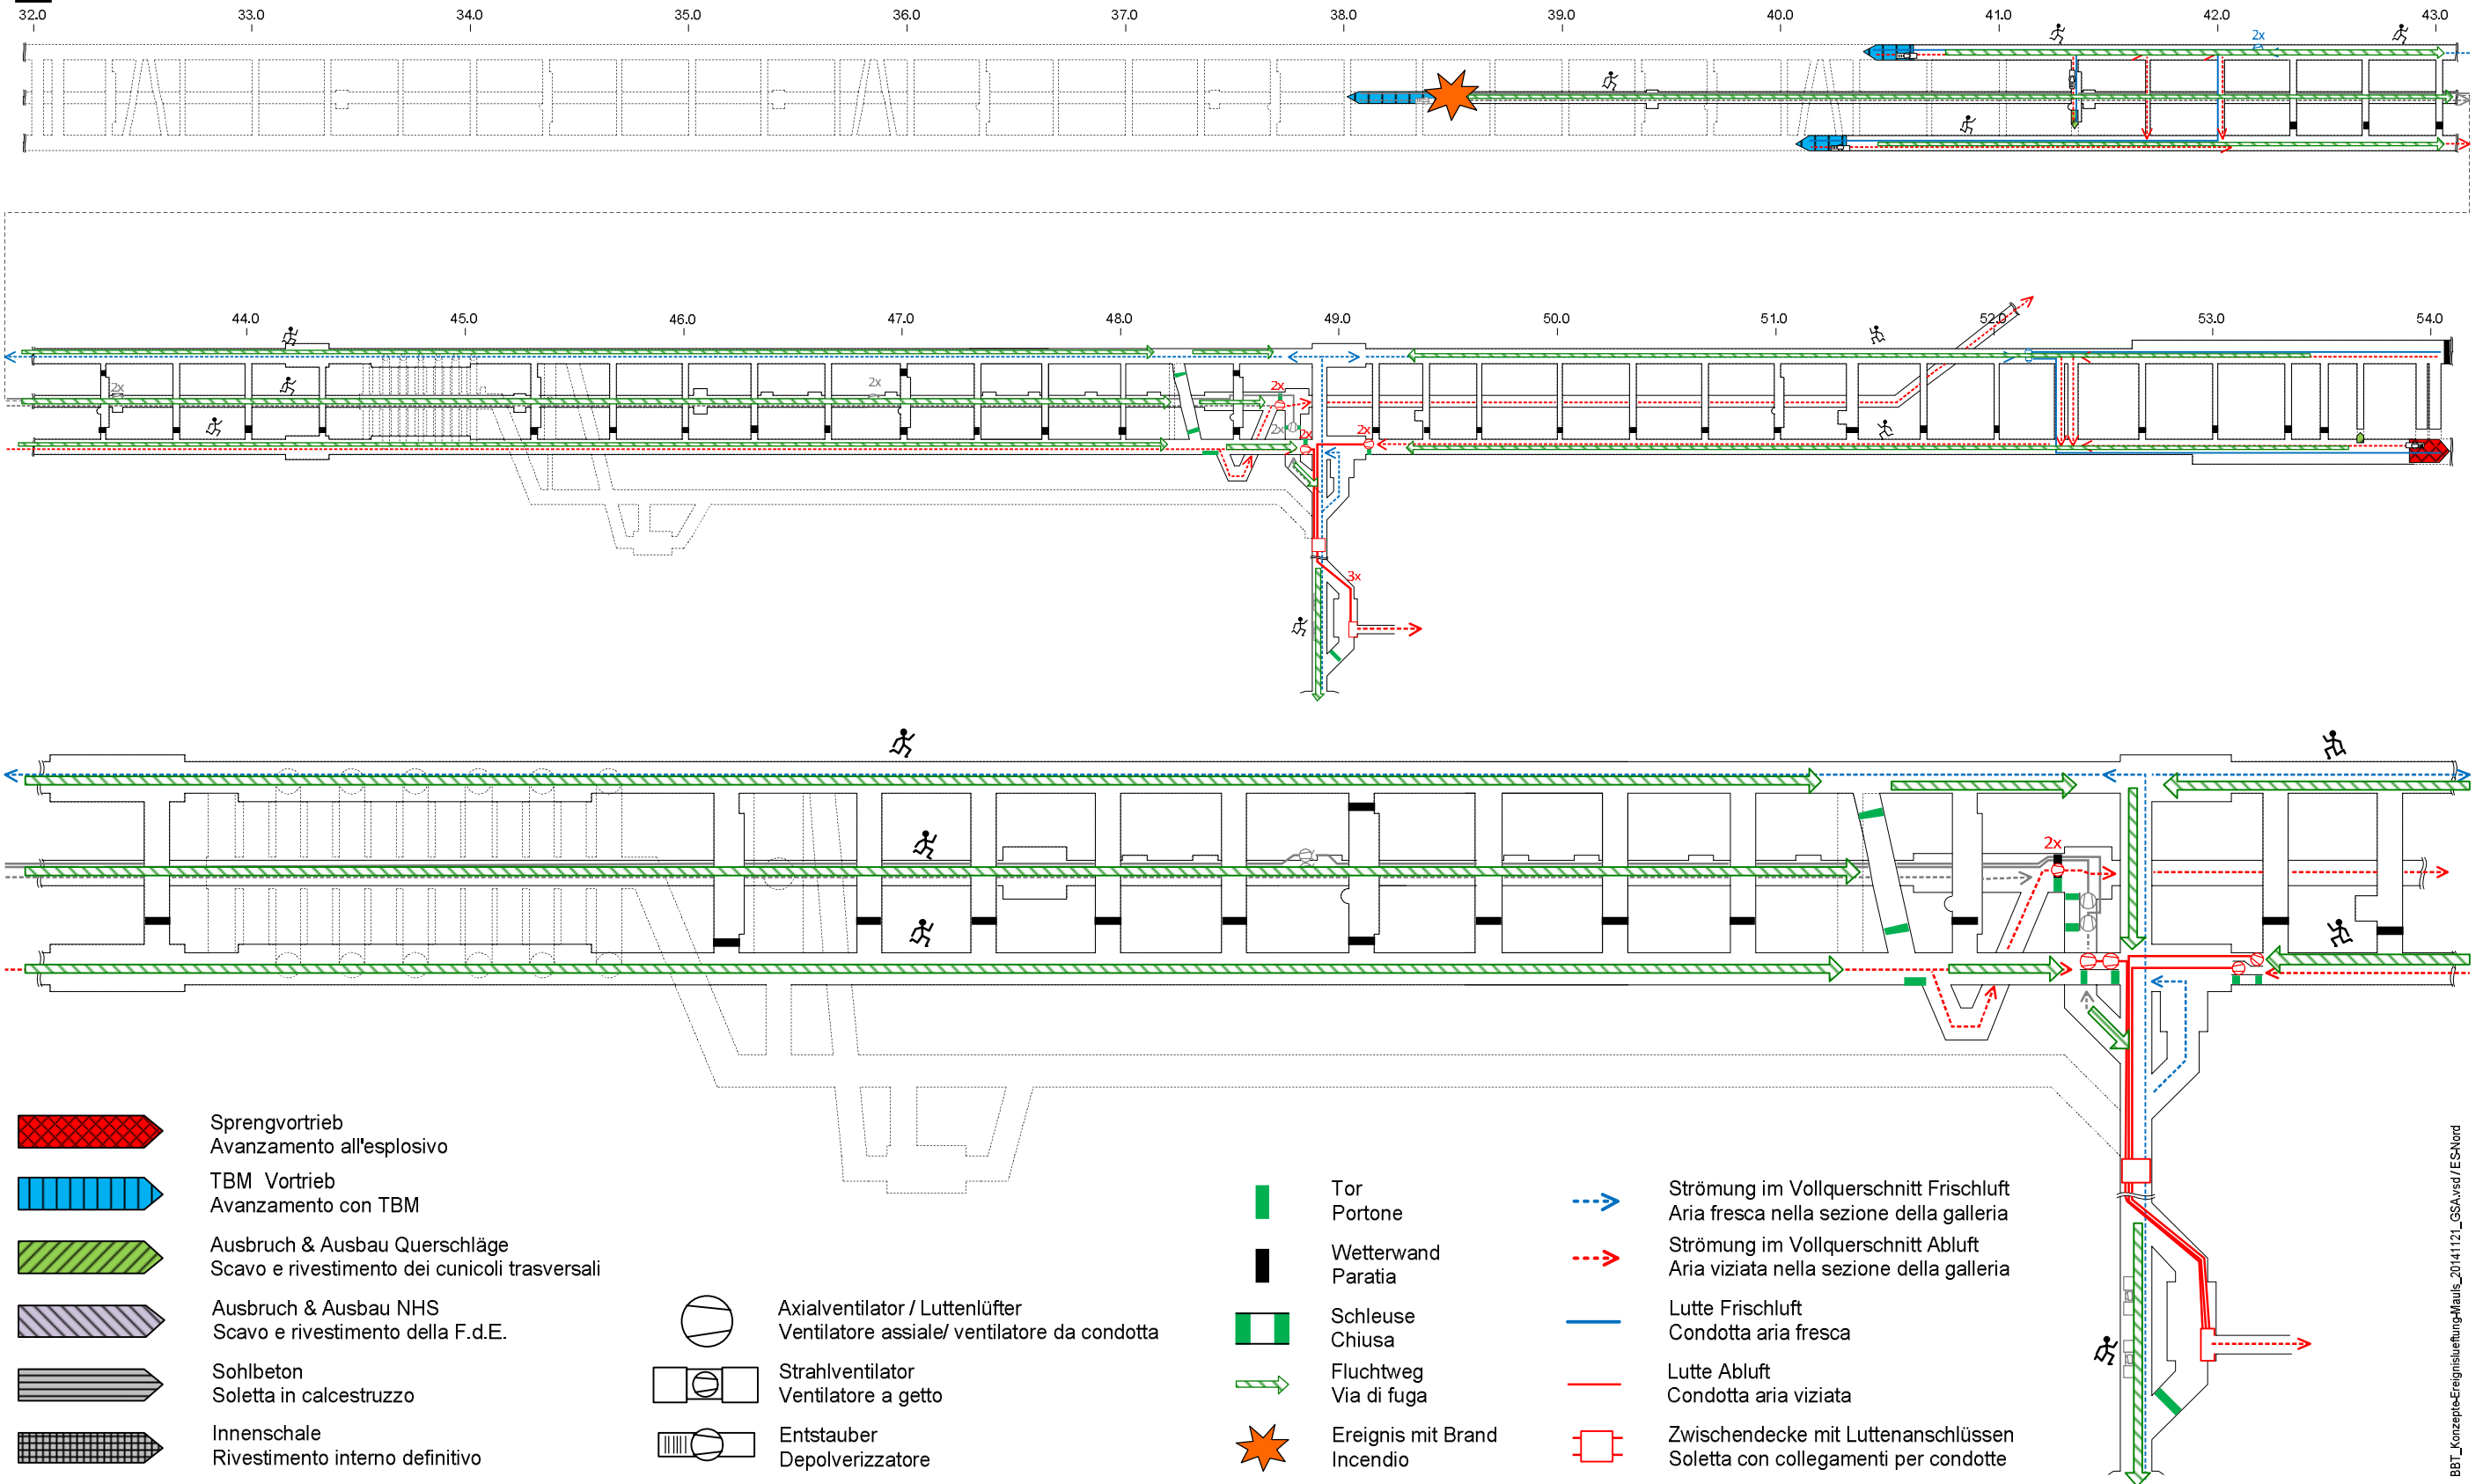 32.0 33.0 34.0 35.0 36.0 37.0 38.0 39.0 40.0 41.0 42.0 43.0
2x
44.0 45.0 46.0 47.0 48.0 49.0 50.0 51.0 52.0 53.0 54.0
2x 2x 2x
2x 2x 2x
3x
2x
Sprengvortrieb
Avanzamento all'esplosivo
TBM Vortrieb
Avanzamento con TBM
Ausbruch & Ausbau Querschläge
Scavo e rivestimento dei cunicoli trasversali
Ausbruch & Ausbau NHS
Scavo e rivestimento della F.d.E.
Sohlbeton
Soletta in calcestruzzo
Innenschale
Rivestimento interno definitivo
Axialventilator / Luttenlüfter
Ventilatore assiale/ ventilatore da condotta
Strahlventilator
Ventilatore a getto
Entstauber
Depolverizzatore
Tor
Portone
Wetterwand
Paratia
Schleuse
Chiusa
Fluchtweg
Via di fuga
Ereignis mit Brand
Incendio
Strömung im Vollquerschnitt Frischluft
Aria fresca nella sezione della galleria
Strömung im Vollquerschnitt Abluft
Aria viziata nella sezione della galleria
Lutte Frischluft
Condotta aria fresca
Lutte Abluft
Condotta aria viziata
Zwischendecke mit Luttenanschlüssen
Soletta con collegamenti per condotte
BBT_Konzepte-Ereignislueftung-Mauls_20141121_GSA.vsd / ES-Nord